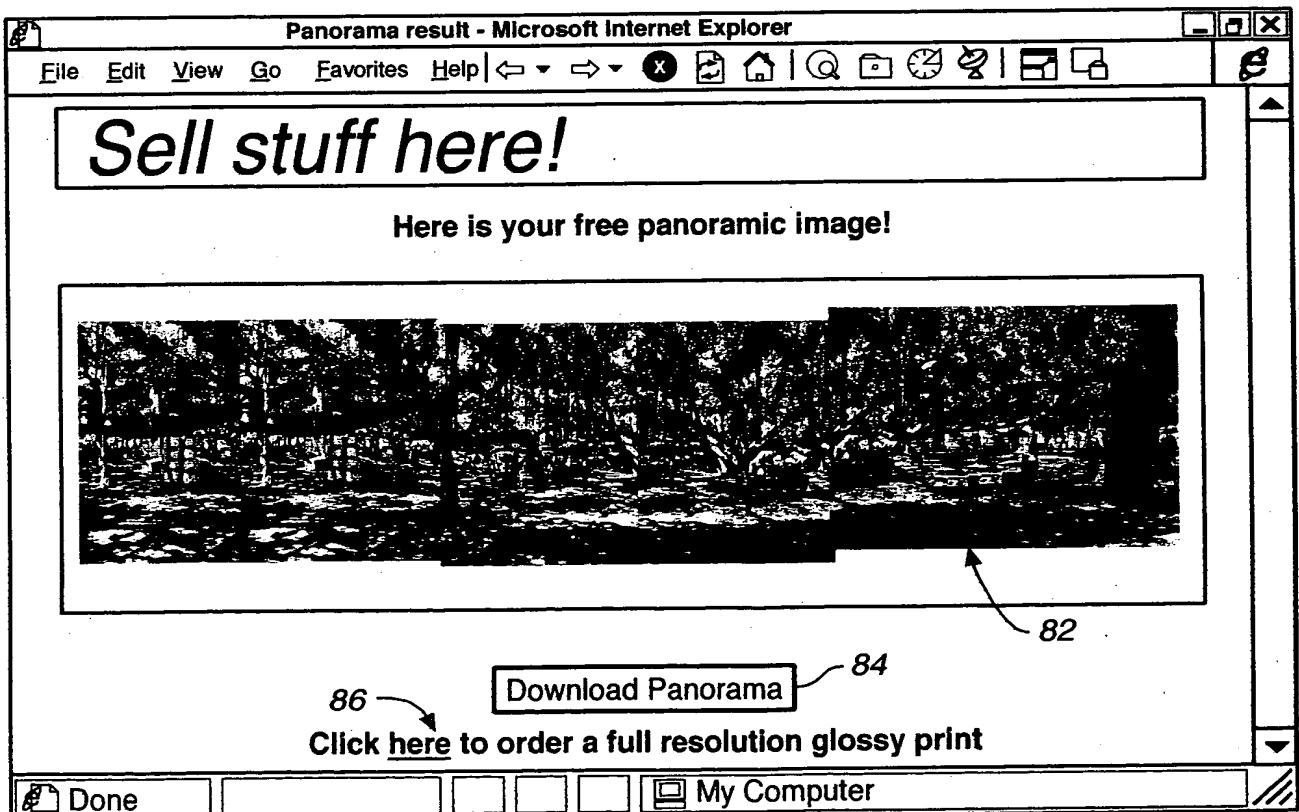 Panorama result - Microsoft Internet Explorer
File Edit View Go Favorites Help
Sell stuff here!
Here is your free panoramic image!
82
Download Panorama 84
86
Click here to order a full resolution glossy print
Done My Computer